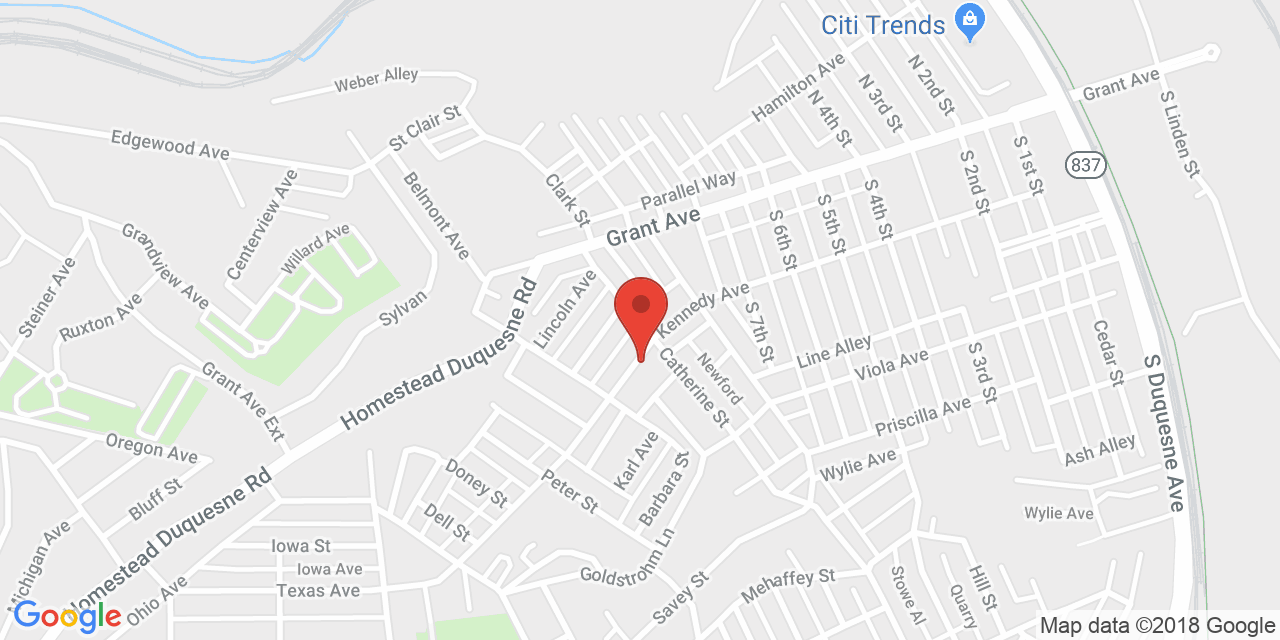 Citi Trends
Weber Alley
Hamilton Ave
N 2nd St
Grant Ave
N 3rd St
N 4th St
S Linden St
St Clair St
Edgewood Ave
S 1st St
S 2nd St
837
Clark St
Parallel Way
Belmont Ave
Centerview Ave
Grant Ave
S 4th St
S 5th St
S 6th St
Willard Ave
Grandview Ave
Steiner Ave
Ruxton Ave
Sylvan
Lincoln Ave
Kennedy Ave
S 7th St
Line Alley
Viola Ave
S 3rd St
Cedar St
Homestead Duquesne Rd
Catherine St
Newford
Grant Ave Ext
S Duquesne Ave
Priscilla Ave
Oregon Ave
Karl Ave
Wylie Ave
Ash Alley
Bluff St
Doney St
Dell St
Peter St
Barbara St
Wylie Ave
Homestead Duquesne Rd
Iowa St
Iowa Ave
Texas Ave
Goldstrohm Ln
Savey St
Mehaffey St
Stowe Al
Quarry
Hill St
Michigan Ave
Ohio Ave
Google
Map data ©2018 Google